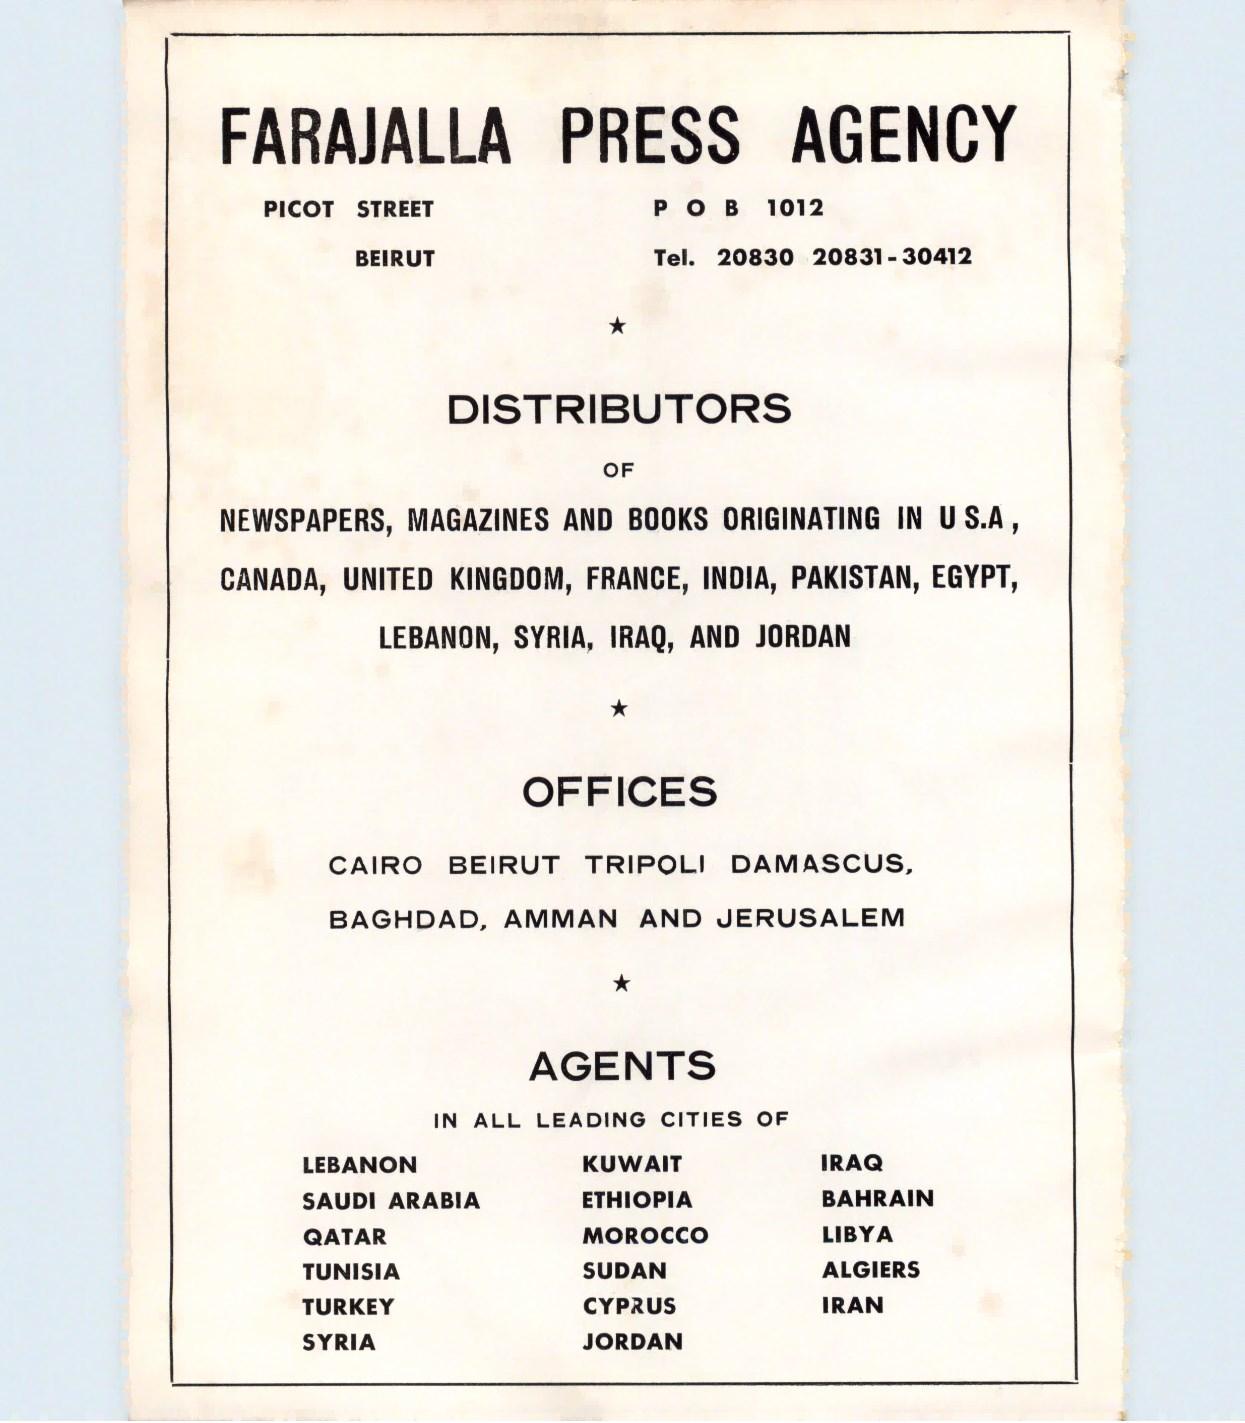 FARAJALLA PRESS AGENCY
PICOT STREET P O B 1012
BEIRUT Tel. 20830 20831-30412
★
DISTRIBUTORS
OF
NEWSPAPERS, MAGAZINES AND BOOKS ORIGINATING IN U S.A ,
CANADA, UNITED KINGDOM, FRANCE, INDIA, PAKISTAN, EGYPT,
LEBANON, SYRIA, IRAQ, AND JORDAN
★
OFFICES
CAIRO BEIRUT TRIPOLI DAMASCUS,
BAGHDAD, AMMAN AND JERUSALEM
★
AGENTS
IN ALL LEADING CITIES OF
LEBANON KUWAIT IRAQ
SAUDI ARABIA ETHIOPIA BAHRAIN
QATAR MOROCCO LIBYA
TUNISIA SUDAN ALGIERS
TURKEY CYPRUS IRAN
SYRIA JORDAN